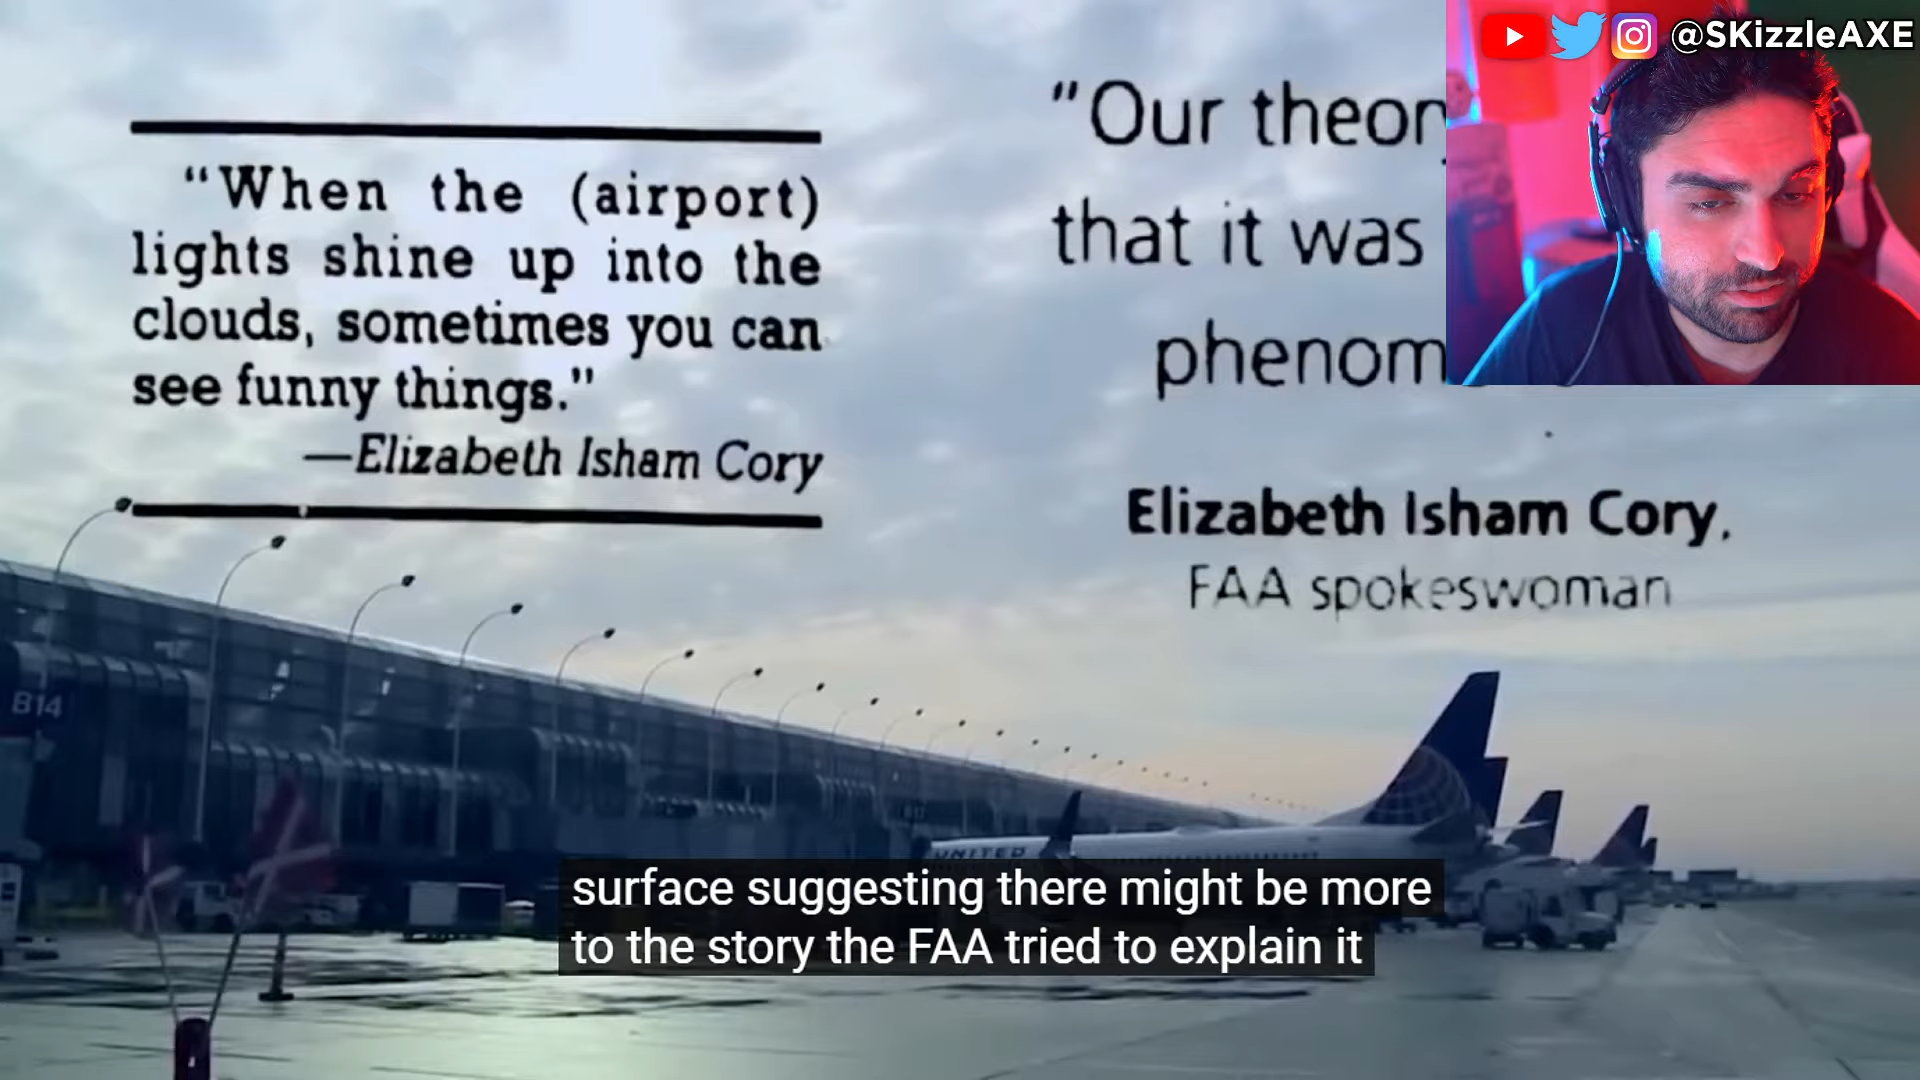 @SKizzleAXE
“When the (airport)
lights shine up into the
clouds, sometimes you can
see funny things.”
—Elizabeth Isham Cory
“Our theory
that it was
phenom
Elizabeth Isham Cory,
FAA spokeswoman
B14
UNITED
surface suggesting there might be more
to the story the FAA tried to explain it